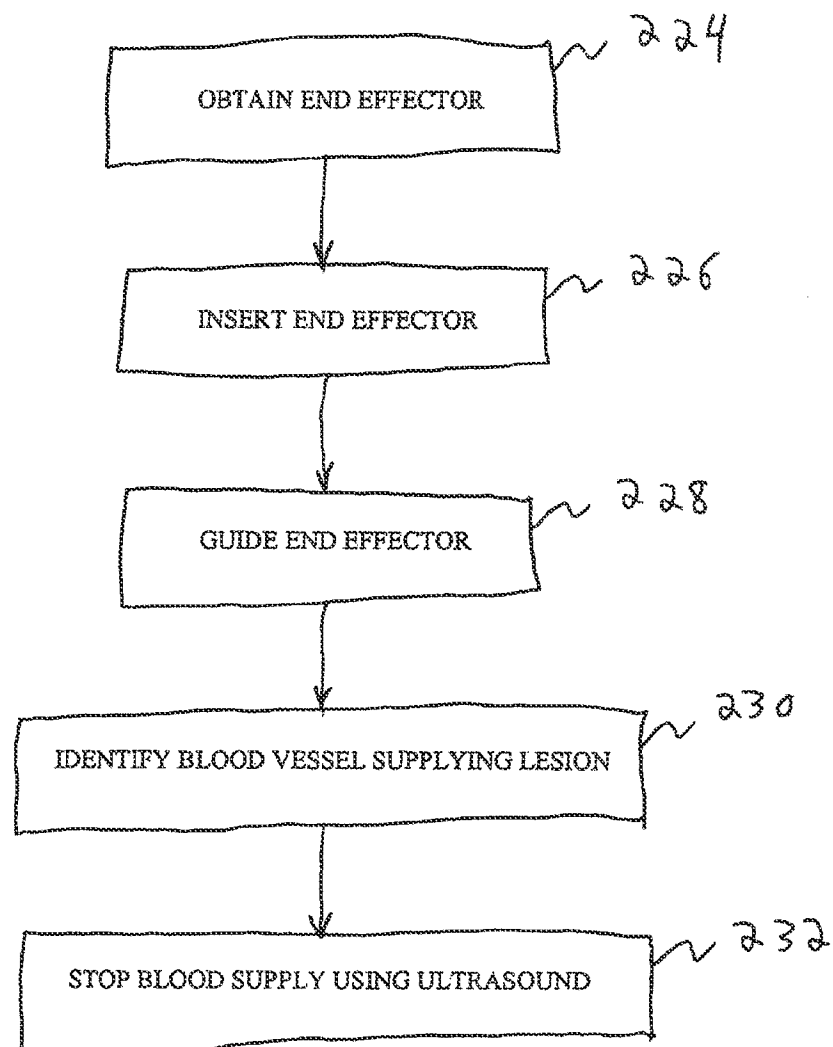 224
OBTAIN END EFFECTOR
226
INSERT END EFFECTOR
228
GUIDE END EFFECTOR
230
IDENTIFY BLOOD VESSEL SUPPLYING LESION
232
STOP BLOOD SUPPLY USING ULTRASOUND